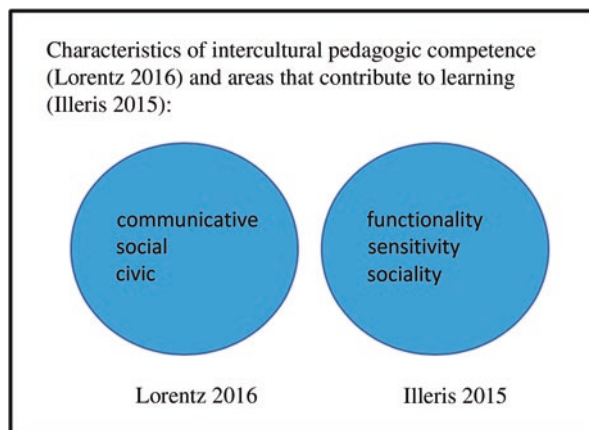 Characteristics of intercultural pedagogic competence
(Lorentz 2016) and areas that contribute to learning
(Illeris 2015):
communicative
social
civic
functionality
sensitivity
sociality
Lorentz 2016
Illeris 2015